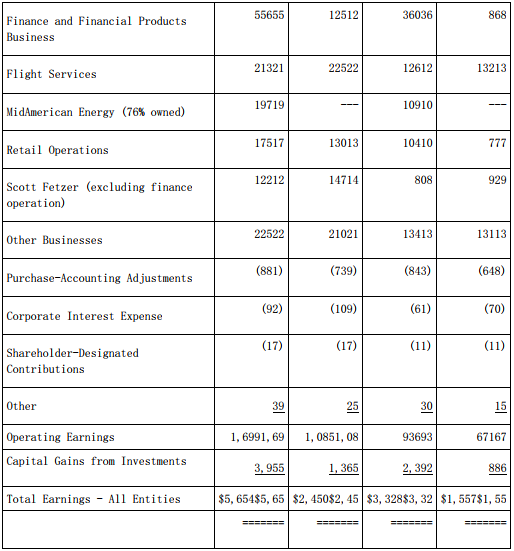 Finance and Financial Products Business 55655 12512 36036 868
Flight Services 21321 22522 12612 13213
MidAmerican Energy (76% owned) 19719 --- 10910 ---
Retail Operations 17517 13013 10410 777
Scott Fetzer (excluding finance operation) 12212 14714 808 929
Other Businesses 22522 21021 13413 13113
Purchase-Accounting Adjustments (881) (739) (843) (648)
Corporate Interest Expense (92) (109) (61) (70)
Shareholder-Designated Contributions (17) (17) (11) (11)
Other 39 25 30 15
Operating Earnings 1,6991,69 1,0851,08 93693 67167
Capital Gains from Investments 3,955 1,365 2,392 886
Total Earnings - All Entities $5,654$5,65 $2,450$2,45 $3,328$3,32 $1,557$1,55
======= ======= ======= =======